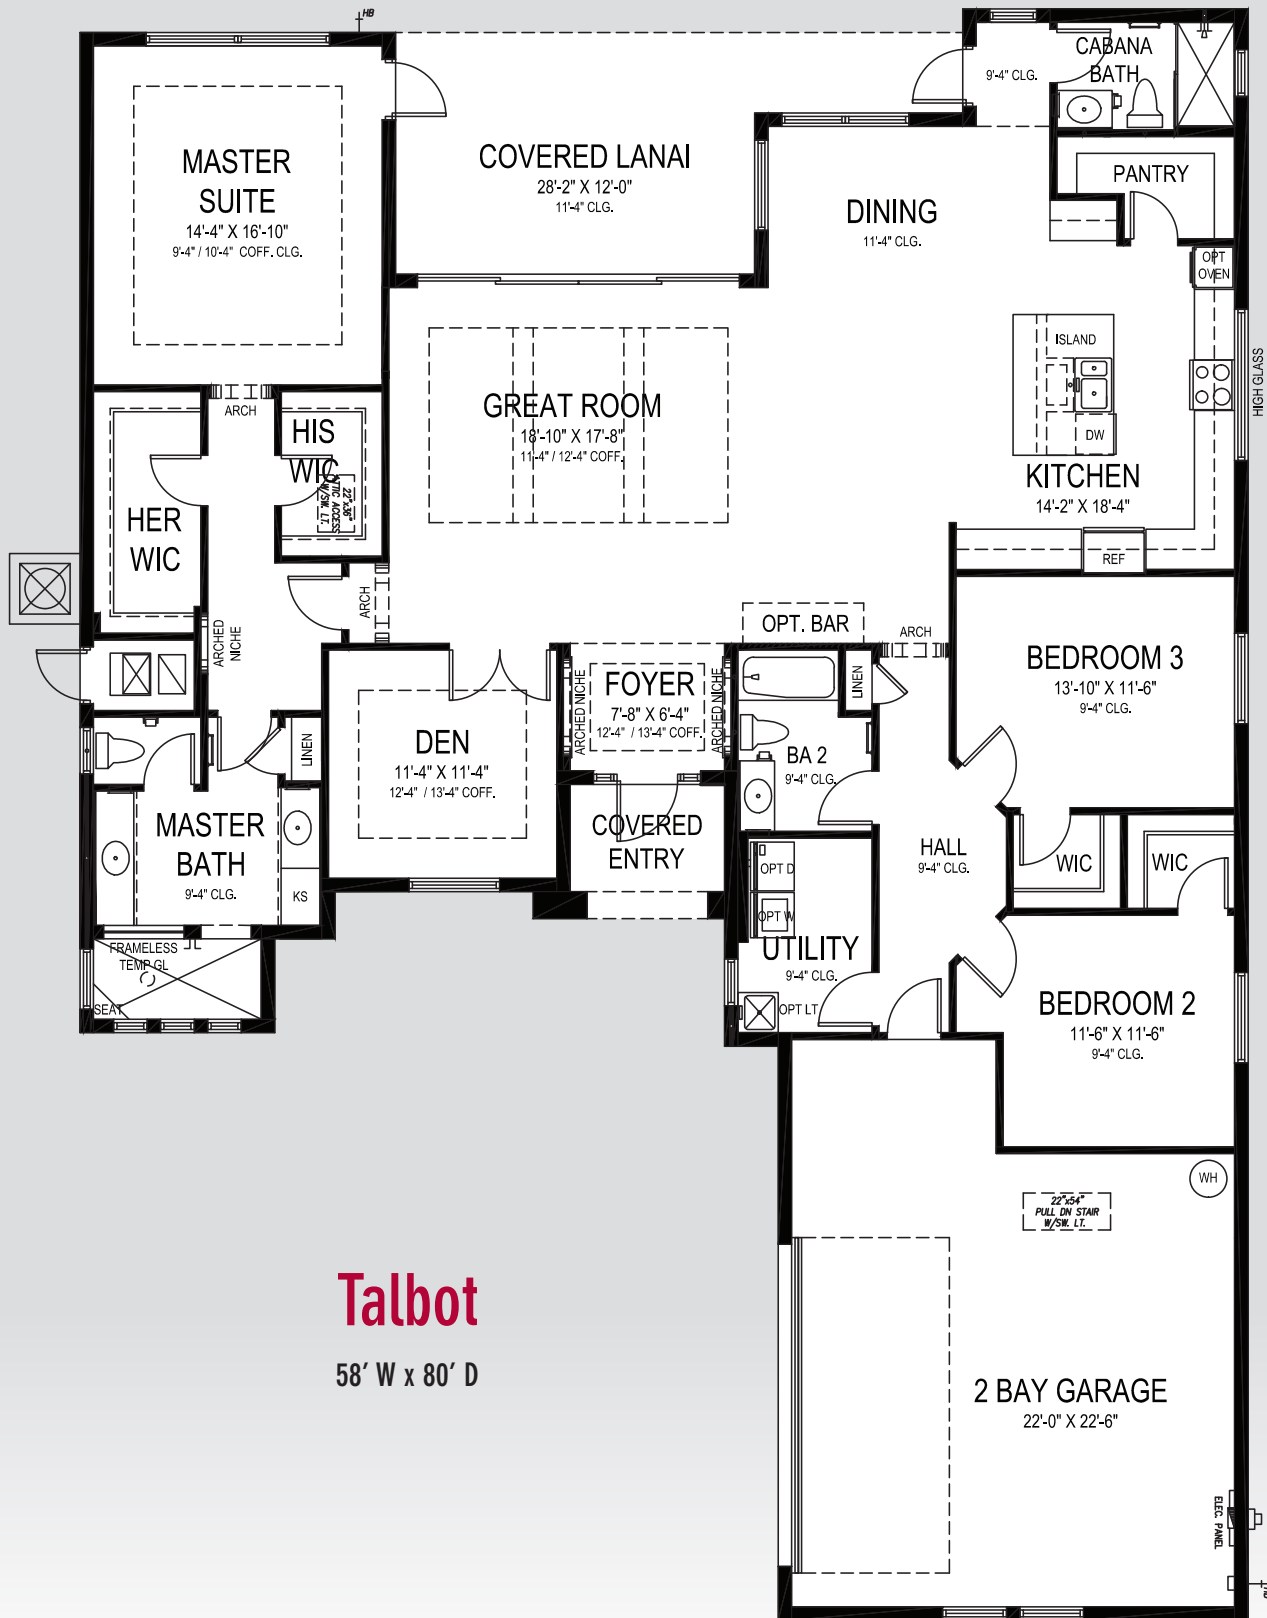 HB
CABANA
BATH
9'-4" CLG.
MASTER
SUITE
14'-4" X 16'-10"
9'-4" / 10'-4" COFF. CLG.
COVERED LANAI
28'-2" X 12'-0"
11'-4" CLG.
DINING
11'-4" CLG.
PANTRY
OPT
OVEN
HIGH GLASS
ISLAND
DW
KITCHEN
14'-2" X 18'-4"
REF
GREAT ROOM
18'-10" X 17'-8"
11'-4" / 12'-4" COFF.
ARCH
HIS
WIC
22"x36"
ATTIC ACCESS
W/SW. LT.
HER
WIC
ARCH
ARCHED
NICHE
OPT. BAR
ARCH
LINEN
BEDROOM 3
13'-10" X 11'-6"
9'-4" CLG.
FOYER
7'-8" X 6'-4"
12'-4" / 13'-4" COFF.
ARCHED NICHE
ARCHED NICHE
DEN
11'-4" X 11'-4"
12'-4" / 13'-4" COFF.
LINEN
BA 2
9'-4" CLG.
MASTER
BATH
9'-4" CLG.
KS
COVERED
ENTRY
HALL
9'-4" CLG.
WIC
WIC
OPT D
OPT W
UTILITY
9'-4" CLG.
OPT LT
FRAMELESS
TEMP GL
SEAT
BEDROOM 2
11'-6" X 11'-6"
9'-4" CLG.
WH
22"x54"
PULL DN STAIR
W/SW. LT.
Talbot
58' W x 80' D
2 BAY GARAGE
22'-0" X 22'-6"
ELEC. PANEL
HB